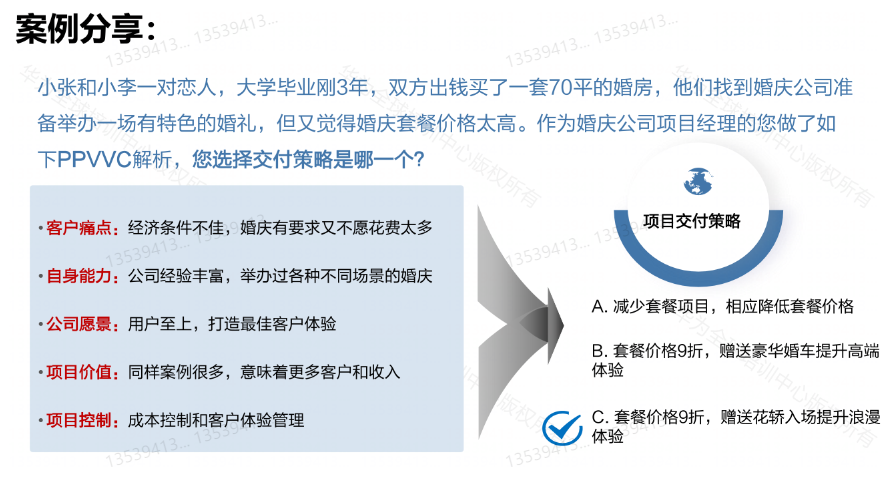 案例分享：
小张和小李一对恋人，大学毕业刚3年，双方出钱买了一套70平的婚房，他们找到婚庆公司准
备举办一场有特色的婚礼，但又觉得婚庆套餐价格太高。作为婚庆公司项目经理的您做了如
下PPVVC解析，您选择交付策略是哪一个？
•客户痛点：经济条件不佳，婚庆有要求又不愿花费太多
•自身能力：公司经验丰富，举办过各种不同场景的婚庆
•公司愿景：用户至上，打造最佳客户体验
•项目价值：同样案例很多，意味着更多客户和收入
•项目控制：成本控制和客户体验管理
项目交付策略
A. 减少套餐项目，相应降低套餐价格
B. 套餐价格9折，赠送豪华婚车提升高端
体验
C. 套餐价格9折，赠送花轿入场提升浪漫
体验
13539413... 13539413...
13539413... 13539413...
13539413... 13539413...
13539413... 13539413...
13539413... 13539413...
13539413... 13539413...